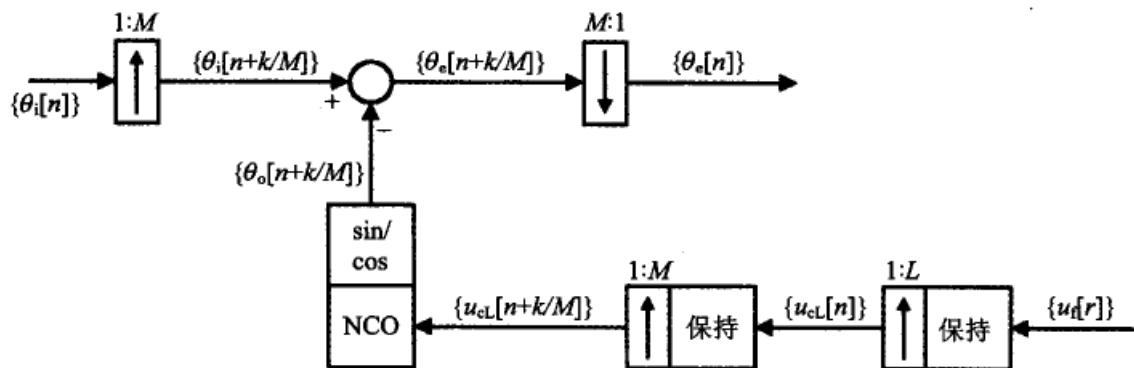 1:M
M:1
{θi[n+k/M]}
{θe[n+k/M]}
{θe[n]}
{θi[n]}
+
−
{θo[n+k/M]}
sin/
cos
1:M
1:L
NCO
{ucL[n+k/M]}
保持
{ucL[n]}
保持
{uf[r]}